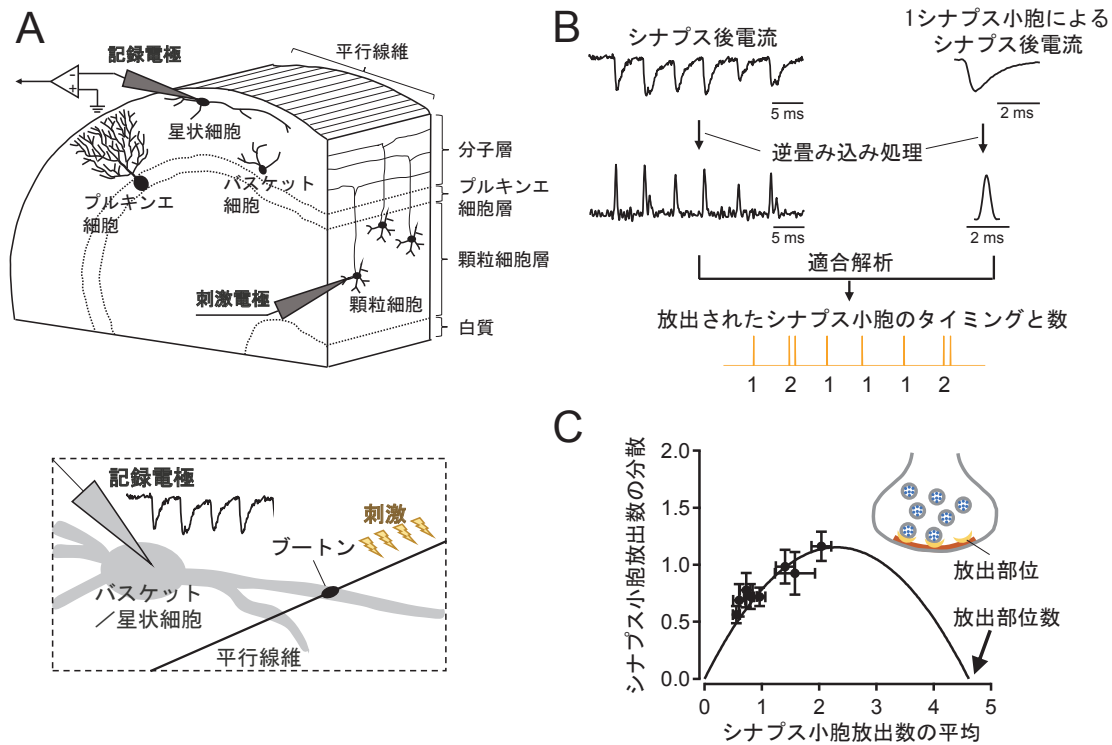 A
記録電極
平行線維
-
+
星状細胞
分子層
バスケット
細胞
プルキンエ
細胞
プルキンエ
細胞層
顆粒細胞層
刺激電極
顆粒細胞
白質
記録電極
刺激
ブートン
バスケット
／星状細胞
平行線維
B
シナプス後電流
1シナプス小胞による
シナプス後電流
5 ms
2 ms
逆畳み込み処理
5 ms
2 ms
適合解析
放出されたシナプス小胞のタイミングと数
1 2 1 1 1 2
C
シナプス小胞放出数の分散
2.0
1.5
1.0
0.5
0.0
放出部位
放出部位数
0 1 2 3 4 5
シナプス小胞放出数の平均